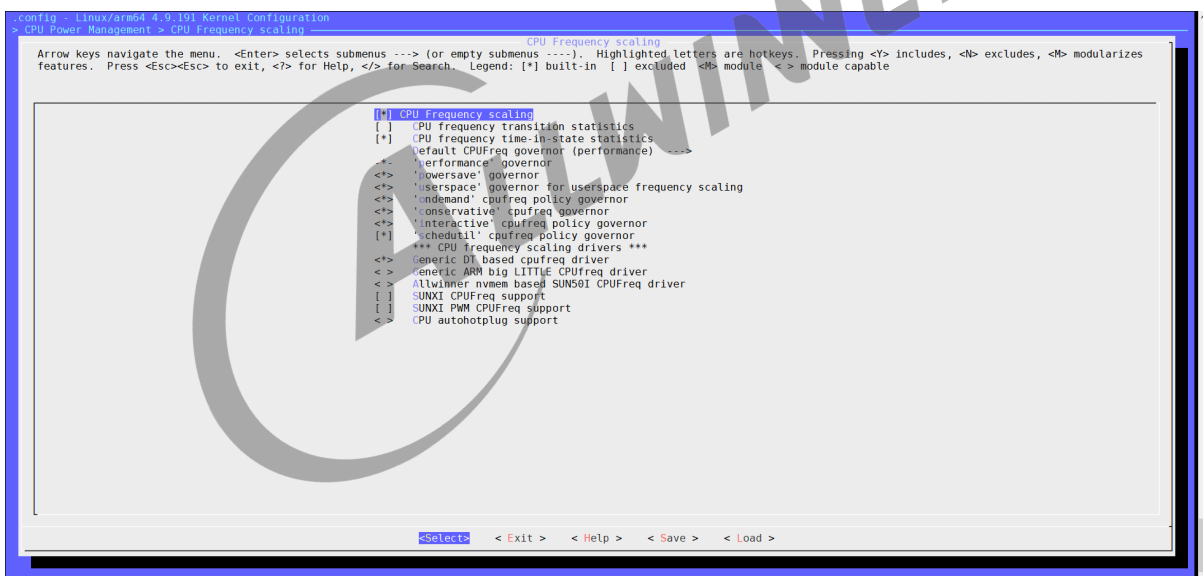 .config - Linux/arm64 4.9.191 Kernel Configuration
> CPU Power Management > CPU Frequency scaling
CPU Frequency scaling
Arrow keys navigate the menu. <Enter> selects submenus ---> (or empty submenus ----). Highlighted letters are hotkeys. Pressing <Y> includes, <N> excludes, <M> modularizes
features. Press <Esc><Esc> to exit, <?> for Help, </> for Search. Legend: [*] built-in [ ] excluded <M> module < > module capable
[*] CPU Frequency scaling
[ ] CPU frequency transition statistics
[*] CPU frequency time-in-state statistics
Default CPUFreq governor (performance) --->
-*- 'performance' governor
<*> 'powersave' governor
<*> 'userspace' governor for userspace frequency scaling
<*> 'ondemand' cpufreq policy governor
<*> 'conservative' cpufreq governor
<*> 'interactive' cpufreq policy governor
[*] 'schedutil' cpufreq policy governor
*** CPU frequency scaling drivers ***
<*> Generic DT based cpufreq driver
< > Generic ARM big LITTLE CPUfreq driver
< > Allwinner nvmem based SUN50I CPUFreq driver
[ ] SUNXI CPUFreq support
[ ] SUNXI PWM CPUFreq support
< > CPU autohotplug support
<Select> < Exit > < Help > < Save > < Load >
ALLWINNE